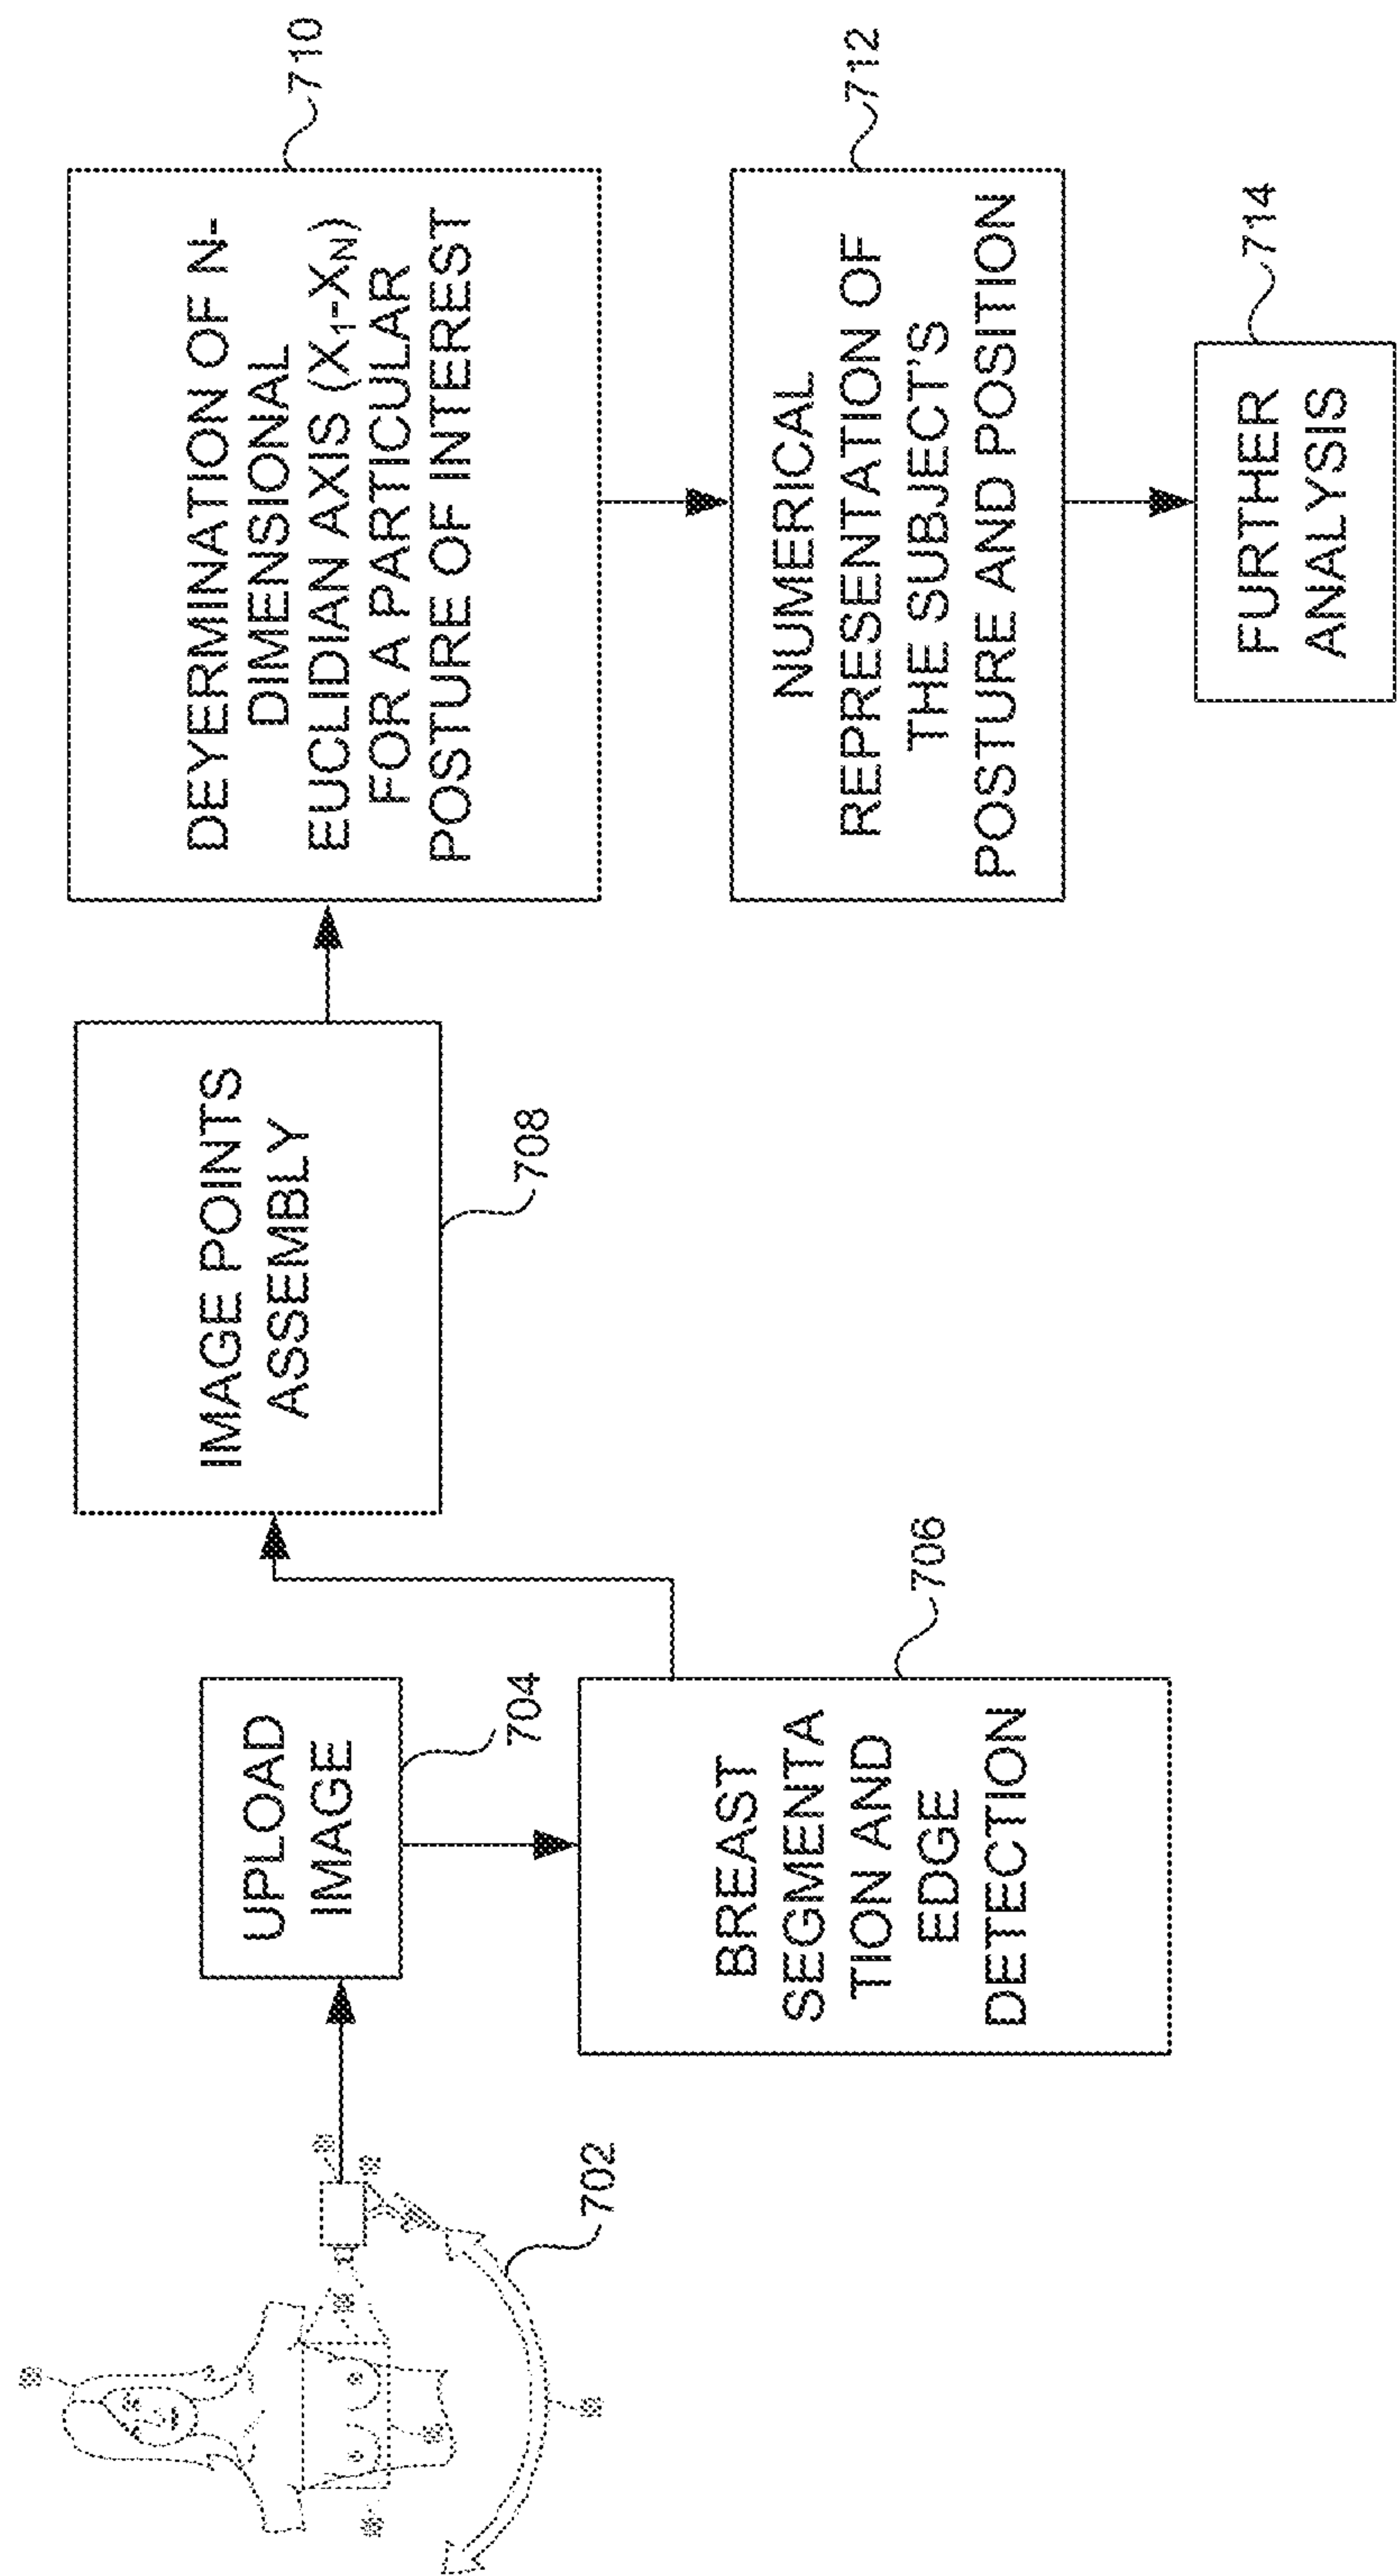 702
UPLOAD
IMAGE
704
BREAST
SEGMENTA
TION AND
EDGE
DETECTION
706
IMAGE POINTS
ASSEMBLY
708
DEYERMINATION OF N-
DIMENSIONAL
EUCLIDIAN AXIS (X₁-X_N)
FOR A PARTICULAR
POSTURE OF INTEREST
710
NUMERICAL
REPRESENTATION OF
THE SUBJECT'S
POSTURE AND POSITION
712
FURTHER
ANALYSIS
714